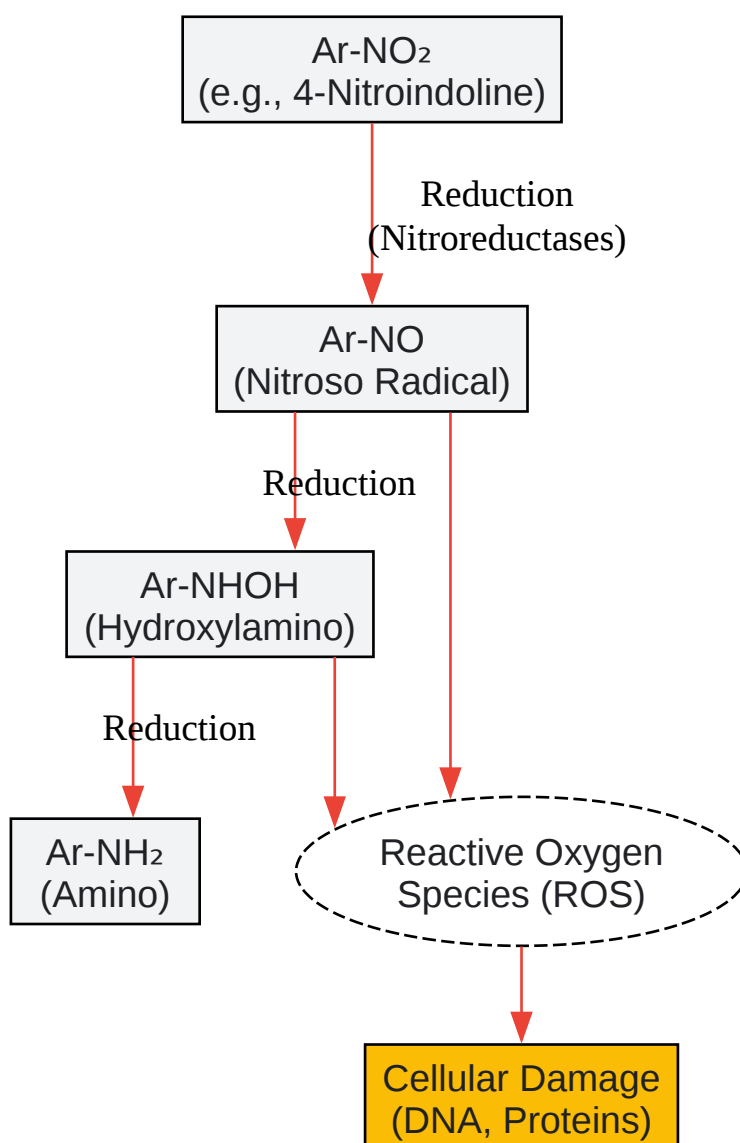 Ar-NO₂
(e.g., 4-Nitroindoline)
Reduction
(Nitroreductases)
Ar-NO
(Nitroso Radical)
Reduction
Ar-NHOH
(Hydroxylamino)
Reduction
Ar-NH₂
(Amino)
Reactive Oxygen
Species (ROS)
Cellular Damage
(DNA, Proteins)